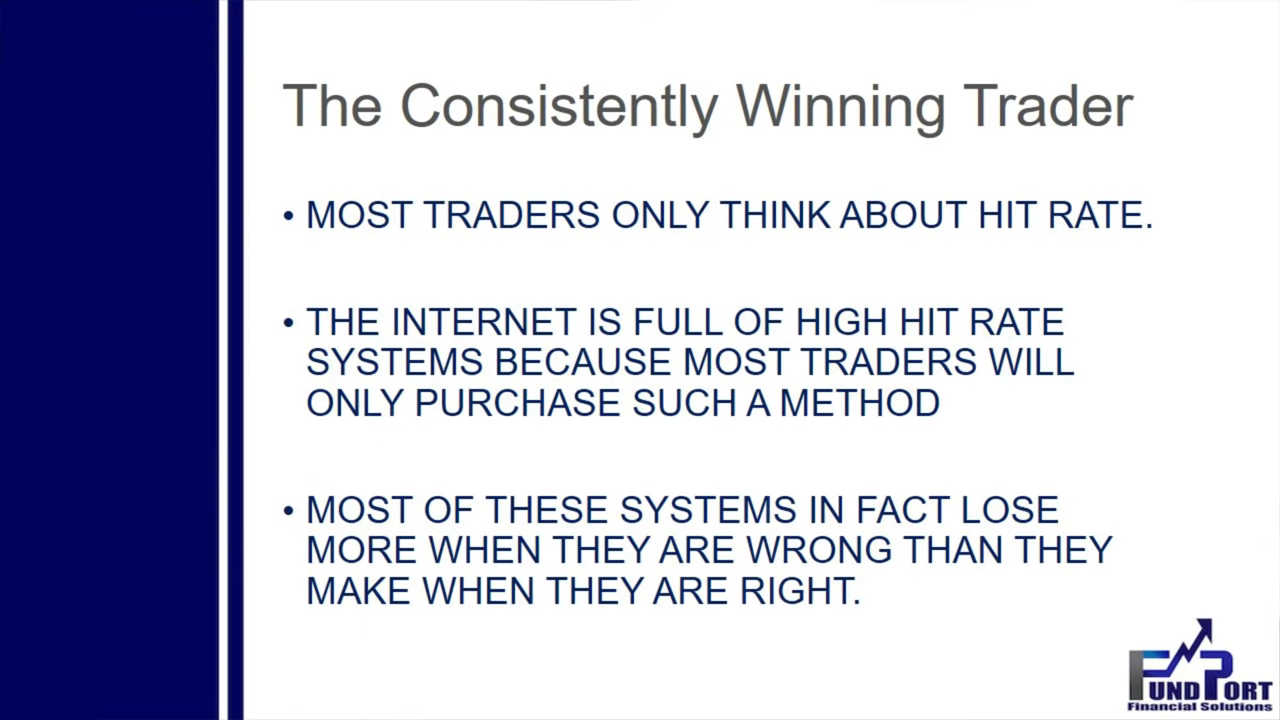 The Consistently Winning Trader
• MOST TRADERS ONLY THINK ABOUT HIT RATE.
• THE INTERNET IS FULL OF HIGH HIT RATE
SYSTEMS BECAUSE MOST TRADERS WILL
ONLY PURCHASE SUCH A METHOD
• MOST OF THESE SYSTEMS IN FACT LOSE
MORE WHEN THEY ARE WRONG THAN THEY
MAKE WHEN THEY ARE RIGHT.
FUNDPORT
Financial Solutions